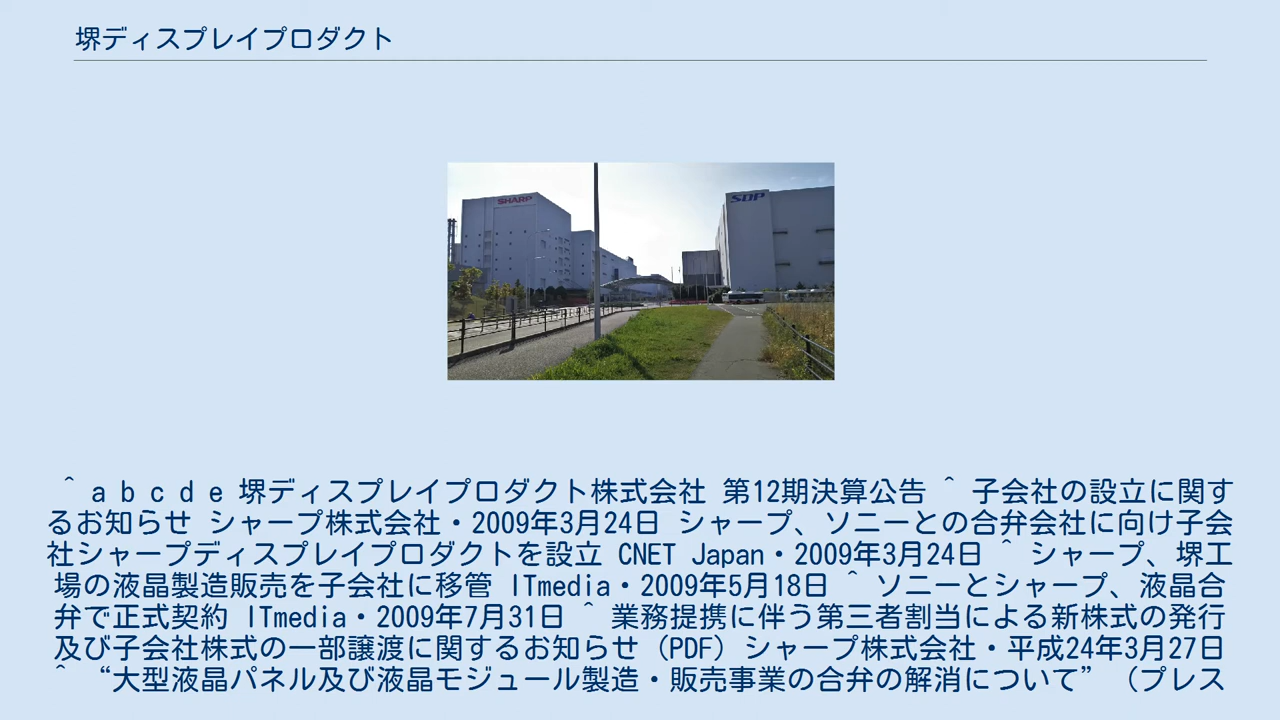 堺ディスプレイプロダクト
SHARP
SDP
^ a b c d e 堺ディスプレイプロダクト株式会社 第12期決算公告 ^ 子会社の設立に関す
るお知らせ シャープ株式会社・2009年3月24日 シャープ、ソニーとの合弁会社に向け子会
社シャープディスプレイプロダクトを設立 CNET Japan・2009年3月24日 ^ シャープ、堺工
場の液晶製造販売を子会社に移管 ITmedia・2009年5月18日 ^ ソニーとシャープ、液晶合
弁で正式契約 ITmedia・2009年7月31日 ^ 業務提携に伴う第三者割当による新株式の発行
及び子会社株式の一部譲渡に関するお知らせ（PDF）シャープ株式会社・平成24年3月27日
^ “大型液晶パネル及び液晶モジュール製造・販売事業の合弁の解消について” （プレス